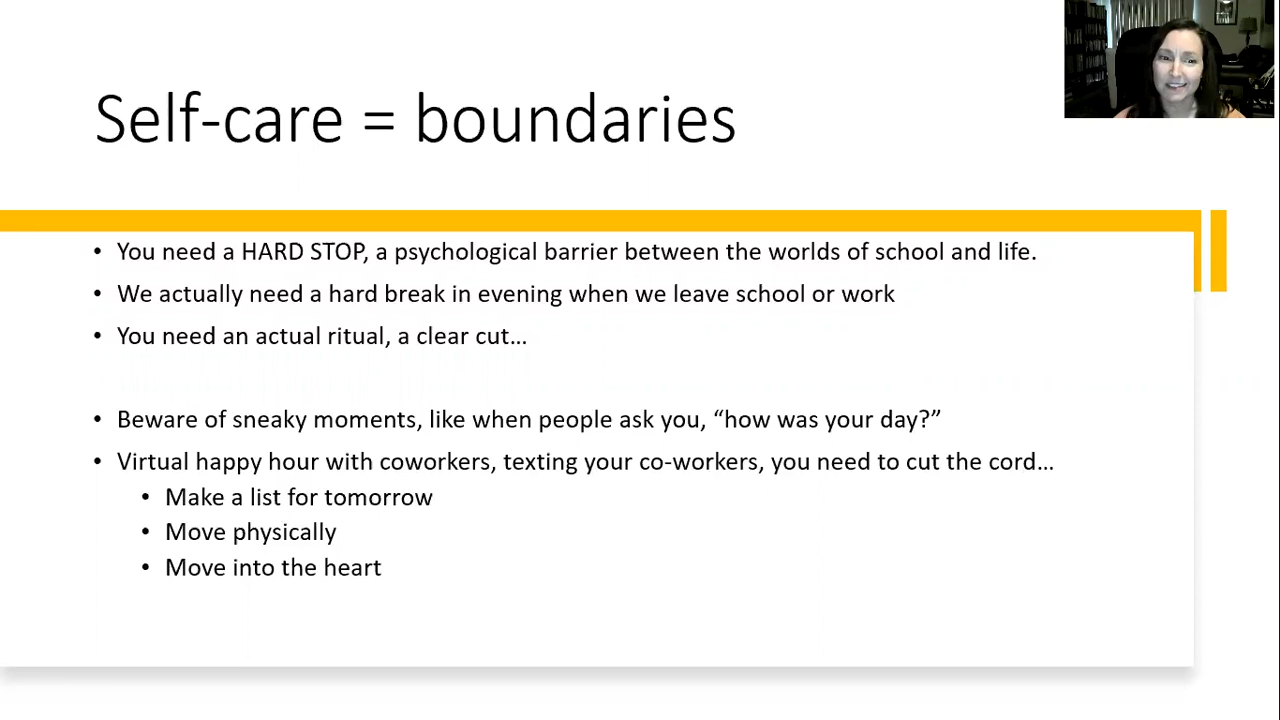 Self-care = boundaries
• You need a HARD STOP, a psychological barrier between the worlds of school and life.
• We actually need a hard break in evening when we leave school or work
• You need an actual ritual, a clear cut…
• Beware of sneaky moments, like when people ask you, “how was your day?”
• Virtual happy hour with coworkers, texting your co-workers, you need to cut the cord…
• Make a list for tomorrow
• Move physically
• Move into the heart